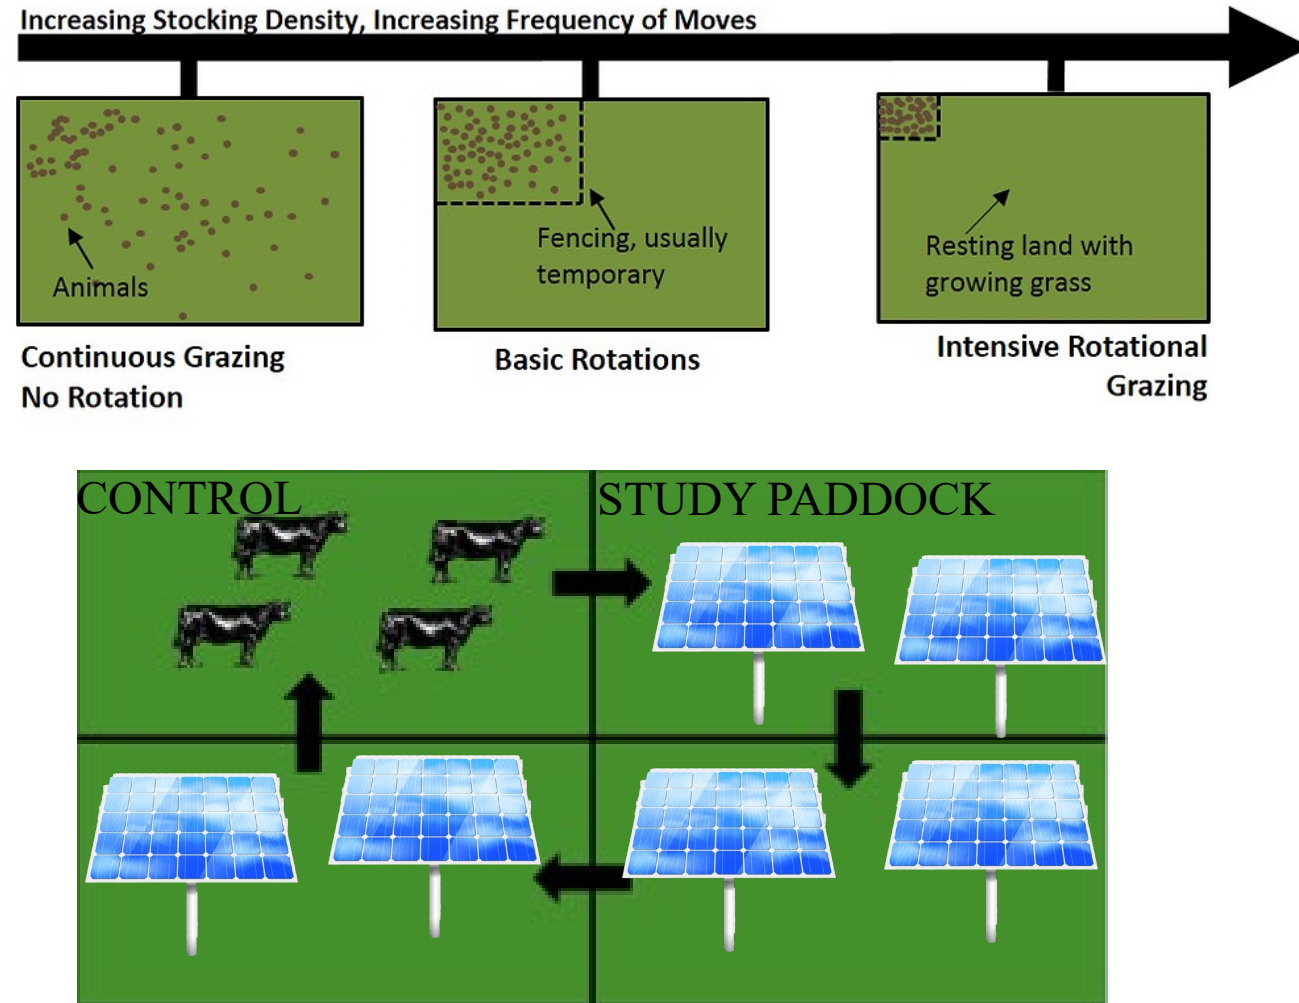 Increasing Stocking Density, Increasing Frequency of Moves
Animals
Fencing, usually
temporary
Resting land with
growing grass
Continuous Grazing
No Rotation
Basic Rotations
Intensive Rotational
Grazing
CONTROL
STUDY PADDOCK